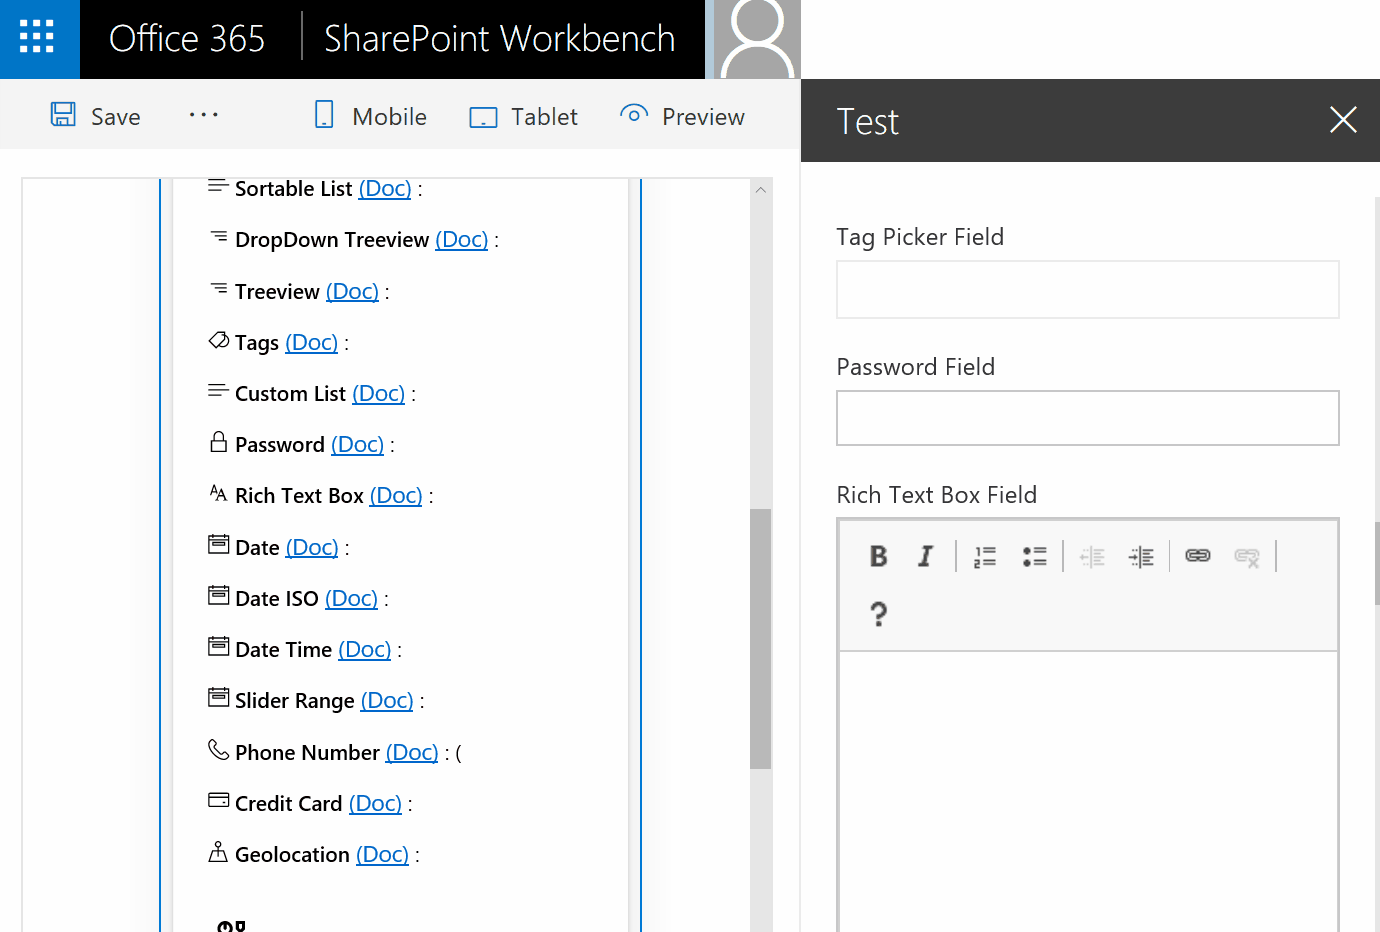 Office 365 SharePoint Workbench
Save ... Mobile Tablet Preview
Sortable List (Doc) :
DropDown Treeview (Doc) :
Treeview (Doc) :
Tags (Doc) :
Custom List (Doc) :
Password (Doc) :
Rich Text Box (Doc) :
Date (Doc) :
Date ISO (Doc) :
Date Time (Doc) :
Slider Range (Doc) :
Phone Number (Doc) : (
Credit Card (Doc) :
Geolocation (Doc) :
Test
Tag Picker Field
Password Field
Rich Text Box Field
B I
?